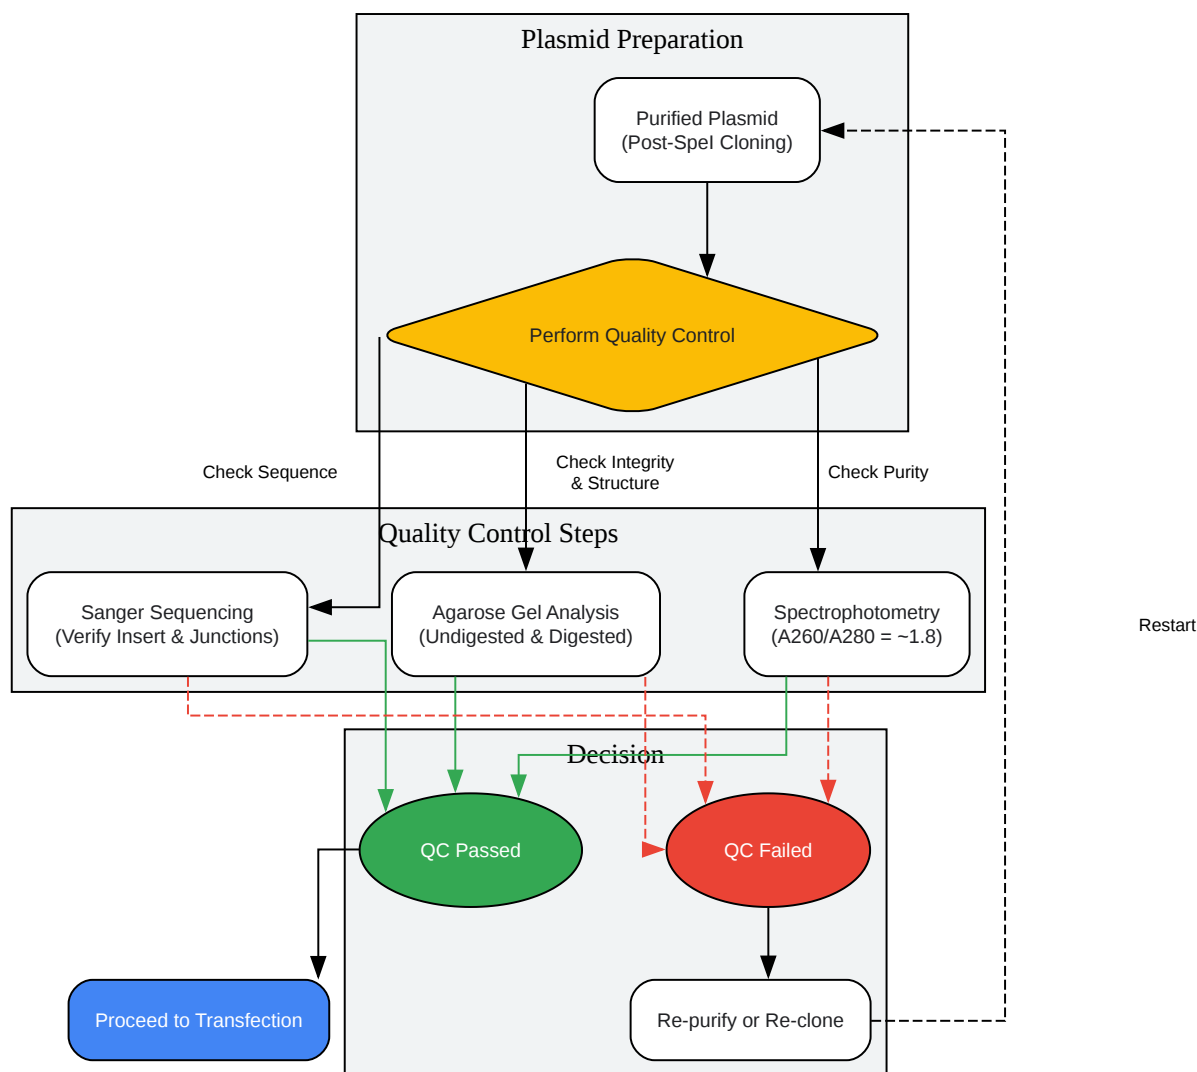 Plasmid Preparation
Purified Plasmid
(Post-SpeI Cloning)
Perform Quality Control
Check Sequence
Check Integrity
& Structure
Check Purity
Quality Control Steps
Sanger Sequencing
(Verify Insert & Junctions)
Agarose Gel Analysis
(Undigested & Digested)
Spectrophotometry
(A260/A280 = ~1.8)
Restart
Decision
QC Passed
QC Failed
Proceed to Transfection
Re-purify or Re-clone